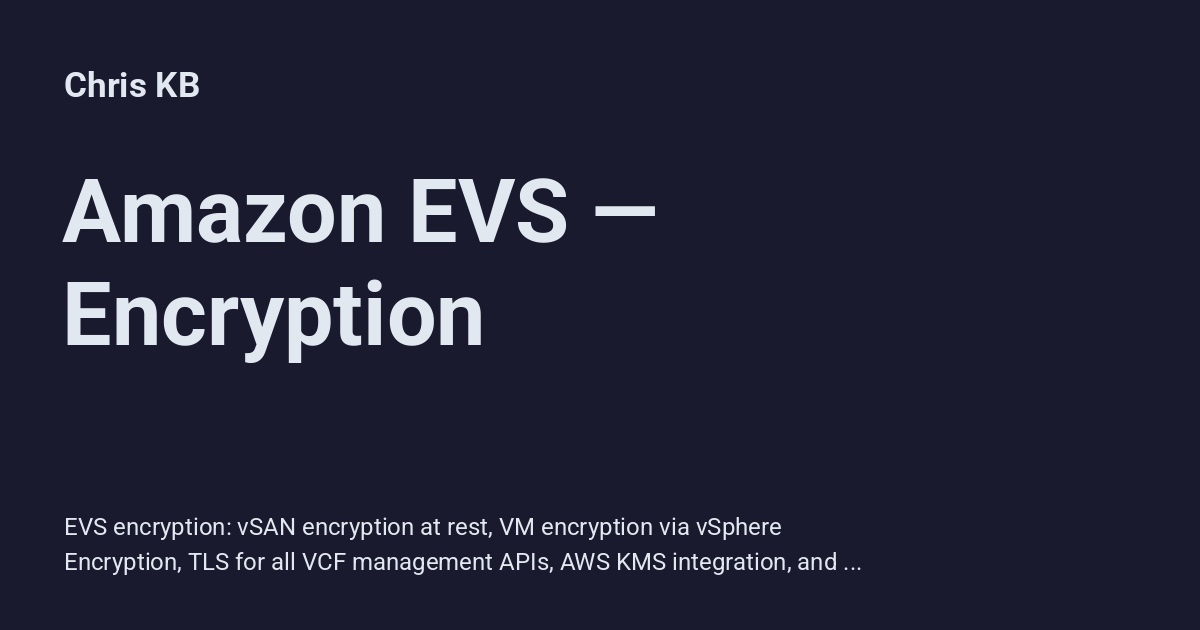 Chris KB
Amazon EVS —
Encryption
EVS encryption: vSAN encryption at rest, VM encryption via vSphere
Encryption, TLS for all VCF management APIs, AWS KMS integration, and ...